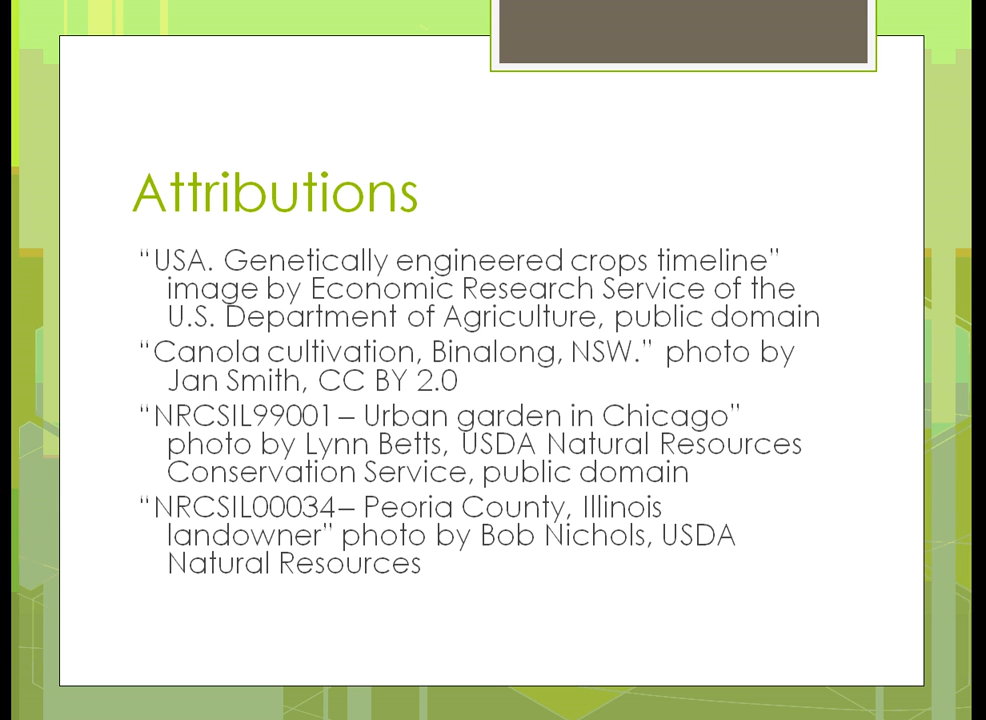 Attributions
“USA. Genetically engineered crops timeline”
image by Economic Research Service of the
U.S. Department of Agriculture, public domain
“Canola cultivation, Binalong, NSW.” photo by
Jan Smith, CC BY 2.0
“NRCSIL99001– Urban garden in Chicago”
photo by Lynn Betts, USDA Natural Resources
Conservation Service, public domain
“NRCSIL00034– Peoria County, Illinois
landowner” photo by Bob Nichols, USDA
Natural Resources